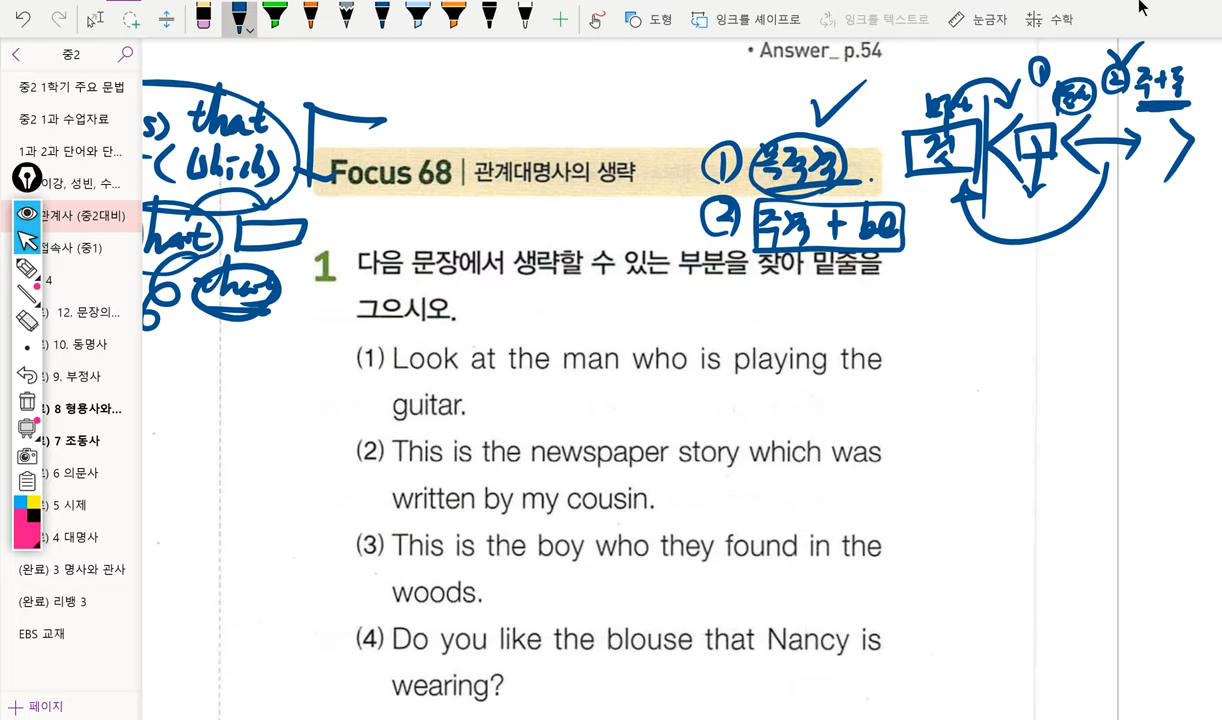 도형
잉크를 셰이프로
잉크를 텍스트로
눈금자
수학
중2
중2 1학기 주요 문법
중2 1과 수업자료
1과 2과 단어와 단...
이강, 성빈, 수...
관계사 (중2대비)
접속사 (중1)
4
12. 문장의...
10. 동명사
9. 부정사
8 형용사와...
7 조동사
6 의문사
5 시제
4 대명사
(완료) 3 명사와 관사
(완료) 리뱅 3
EBS 교재
페이지
• Answer_ p.54
that
(which)
that
that
Focus 68 | 관계대명사의 생략
① 목적격
② 주격 + be
①
② 주+동
1 다음 문장에서 생략할 수 있는 부분을 찾아 밑줄을
그으시오.
(1) Look at the man who is playing the
guitar.
(2) This is the newspaper story which was
written by my cousin.
(3) This is the boy who they found in the
woods.
(4) Do you like the blouse that Nancy is
wearing?